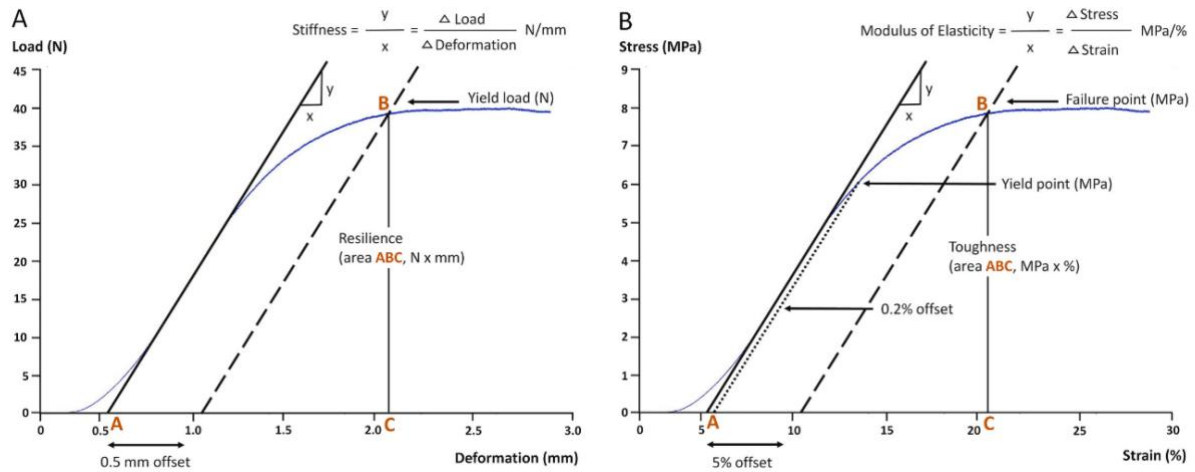 A
Stiffness = y / x = △ Load / △ Deformation N/mm
Load (N)
45
40
35
30
25
20
15
10
5
0
y
x
B
Yield load (N)
Resilience
(area ABC, N x mm)
A
C
0
0.5
1.0
1.5
2.0
2.5
3.0
0.5 mm offset
Deformation (mm)
B
Modulus of Elasticity = y / x = △ Stress / △ Strain MPa/%
Stress (MPa)
9
8
7
6
5
4
3
2
1
0
y
x
B
Failure point (MPa)
Yield point (MPa)
Toughness
(area ABC, MPa x %)
0.2% offset
A
C
0
5
10
15
20
25
30
5% offset
Strain (%)